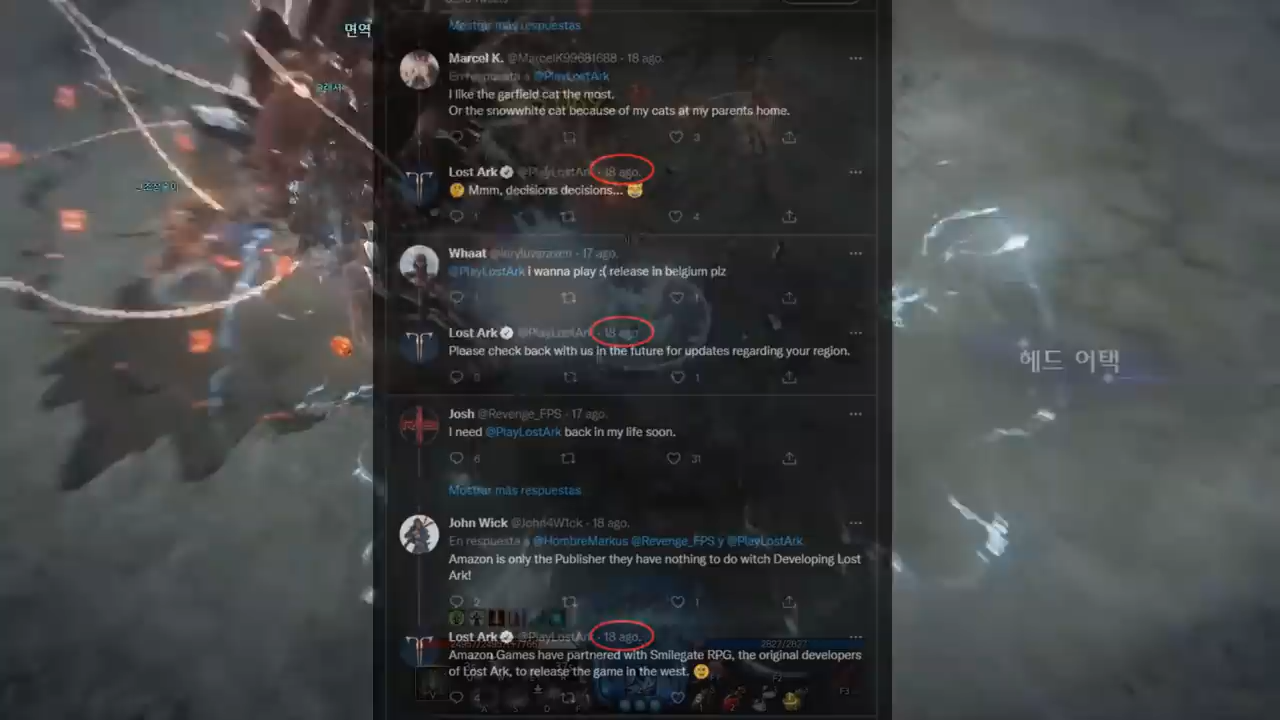 면역
Mostrar más respuestas
Marcel K. @MarcelK99681688 · 18 ago.
En respuesta a @PlayLostArk
I like the garfield cat the most.
Or the snowwhite cat because of my cats at my parents home.
3
Lost Ark @PlayLostArk · 18 ago.
🤔 Mmm, decisions decisions... 😹
1 4
Whaat · 17 ago.
@PlayLostArk i wanna play :( release in belgium plz
1 1
Lost Ark @PlayLostArk · 18 ago.
Please check back with us in the future for updates regarding your region.
1
헤드 어택
Josh @Revenge_FPS · 17 ago.
I need @PlayLostArk back in my life soon.
6 31
Mostrar más respuestas
John Wick @John4W1ck · 18 ago.
En respuesta a @HombreMarkus @Revenge_FPS y @PlayLostArk
Amazon is only the Publisher they have nothing to do witch Developing Lost
Ark!
2 1
Lost Ark @PlayLostArk · 18 ago.
2827/2827
Amazon Games have partnered with Smilegate RPG, the original developers
of Lost Ark, to release the game in the west.
F3